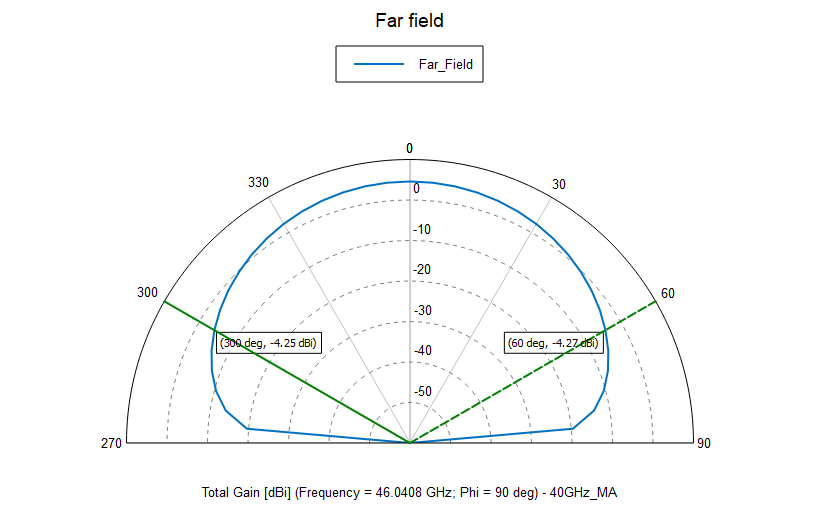 Far field
Far_Field
0
330
30
0
-10
300
60
-20
-30
(300 deg, -4.25 dBi)
(60 deg, -4.27 dBi)
-40
-50
270
90
Total Gain [dBi] (Frequency = 46.0408 GHz; Phi = 90 deg) - 40GHz_MA